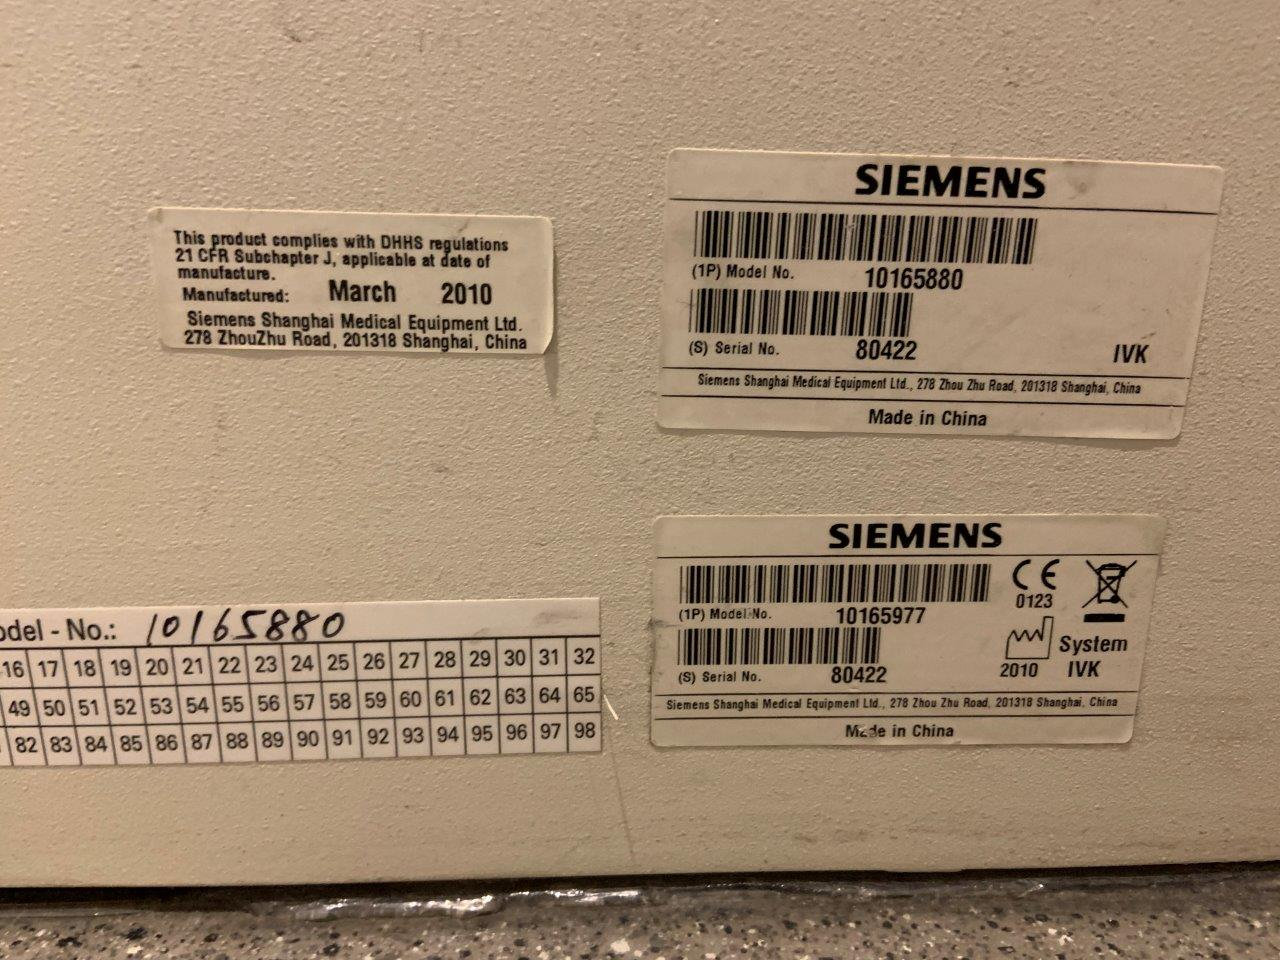 This product complies with DHHS regulations
21 CFR Subchapter J, applicable at date of
manufacture.
Manufactured: March 2010
Siemens Shanghai Medical Equipment Ltd.
278 ZhouZhu Road, 201318 Shanghai, China
SIEMENS
(1P) Model No. 10165880
(S) Serial No. 80422 IVK
Siemens Shanghai Medical Equipment Ltd., 278 Zhou Zhu Road, 201318 Shanghai, China
Made in China
SIEMENS
CE
0123
(1P) Model No. 10165977
System
(S) Serial No. 80422 2010 IVK
Siemens Shanghai Medical Equipment Ltd., 278 Zhou Zhu Road, 201318 Shanghai, China
Made in China
odel - No.: 10165880
16 17 18 19 20 21 22 23 24 25 26 27 28 29 30 31 32
49 50 51 52 53 54 55 56 57 58 59 60 61 62 63 64 65
82 83 84 85 86 87 88 89 90 91 92 93 94 95 96 97 98